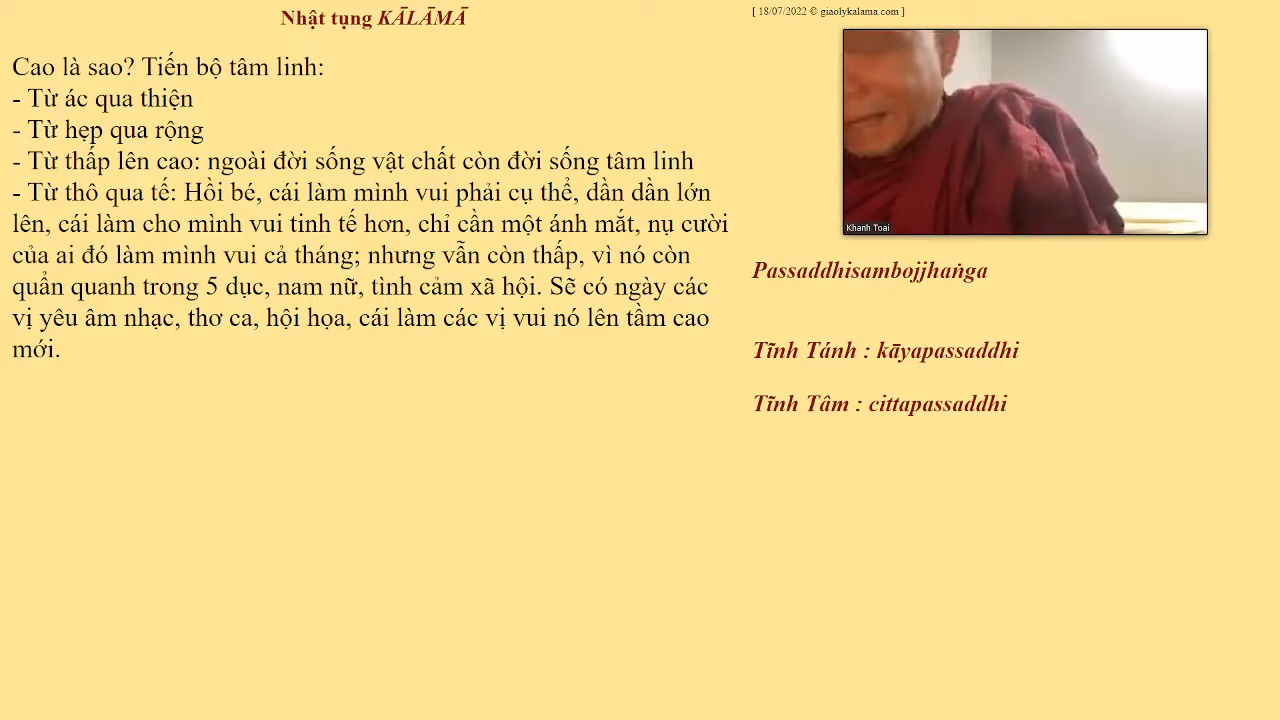 Nhật tụng KĀLĀMĀ
Cao là sao? Tiến bộ tâm linh:
- Từ ác qua thiện
- Từ hẹp qua rộng
- Từ thấp lên cao: ngoài đời sống vật chất còn đời sống tâm linh
- Từ thô qua tế: Hồi bé, cái làm mình vui phải cụ thể, dần dần lớn
lên, cái làm cho mình vui tinh tế hơn, chỉ cần một ánh mắt, nụ cười
của ai đó làm mình vui cả tháng; nhưng vẫn còn thấp, vì nó còn
quẩn quanh trong 5 dục, nam nữ, tình cảm xã hội. Sẽ có ngày các
vị yêu âm nhạc, thơ ca, hội họa, cái làm các vị vui nó lên tầm cao
mới.
[ 18/07/2022 © giaolykalama.com ]
Khanh Toai
Passaddhisambojjhaṅga
Tĩnh Tánh : kāyapassaddhi
Tĩnh Tâm : cittapassaddhi